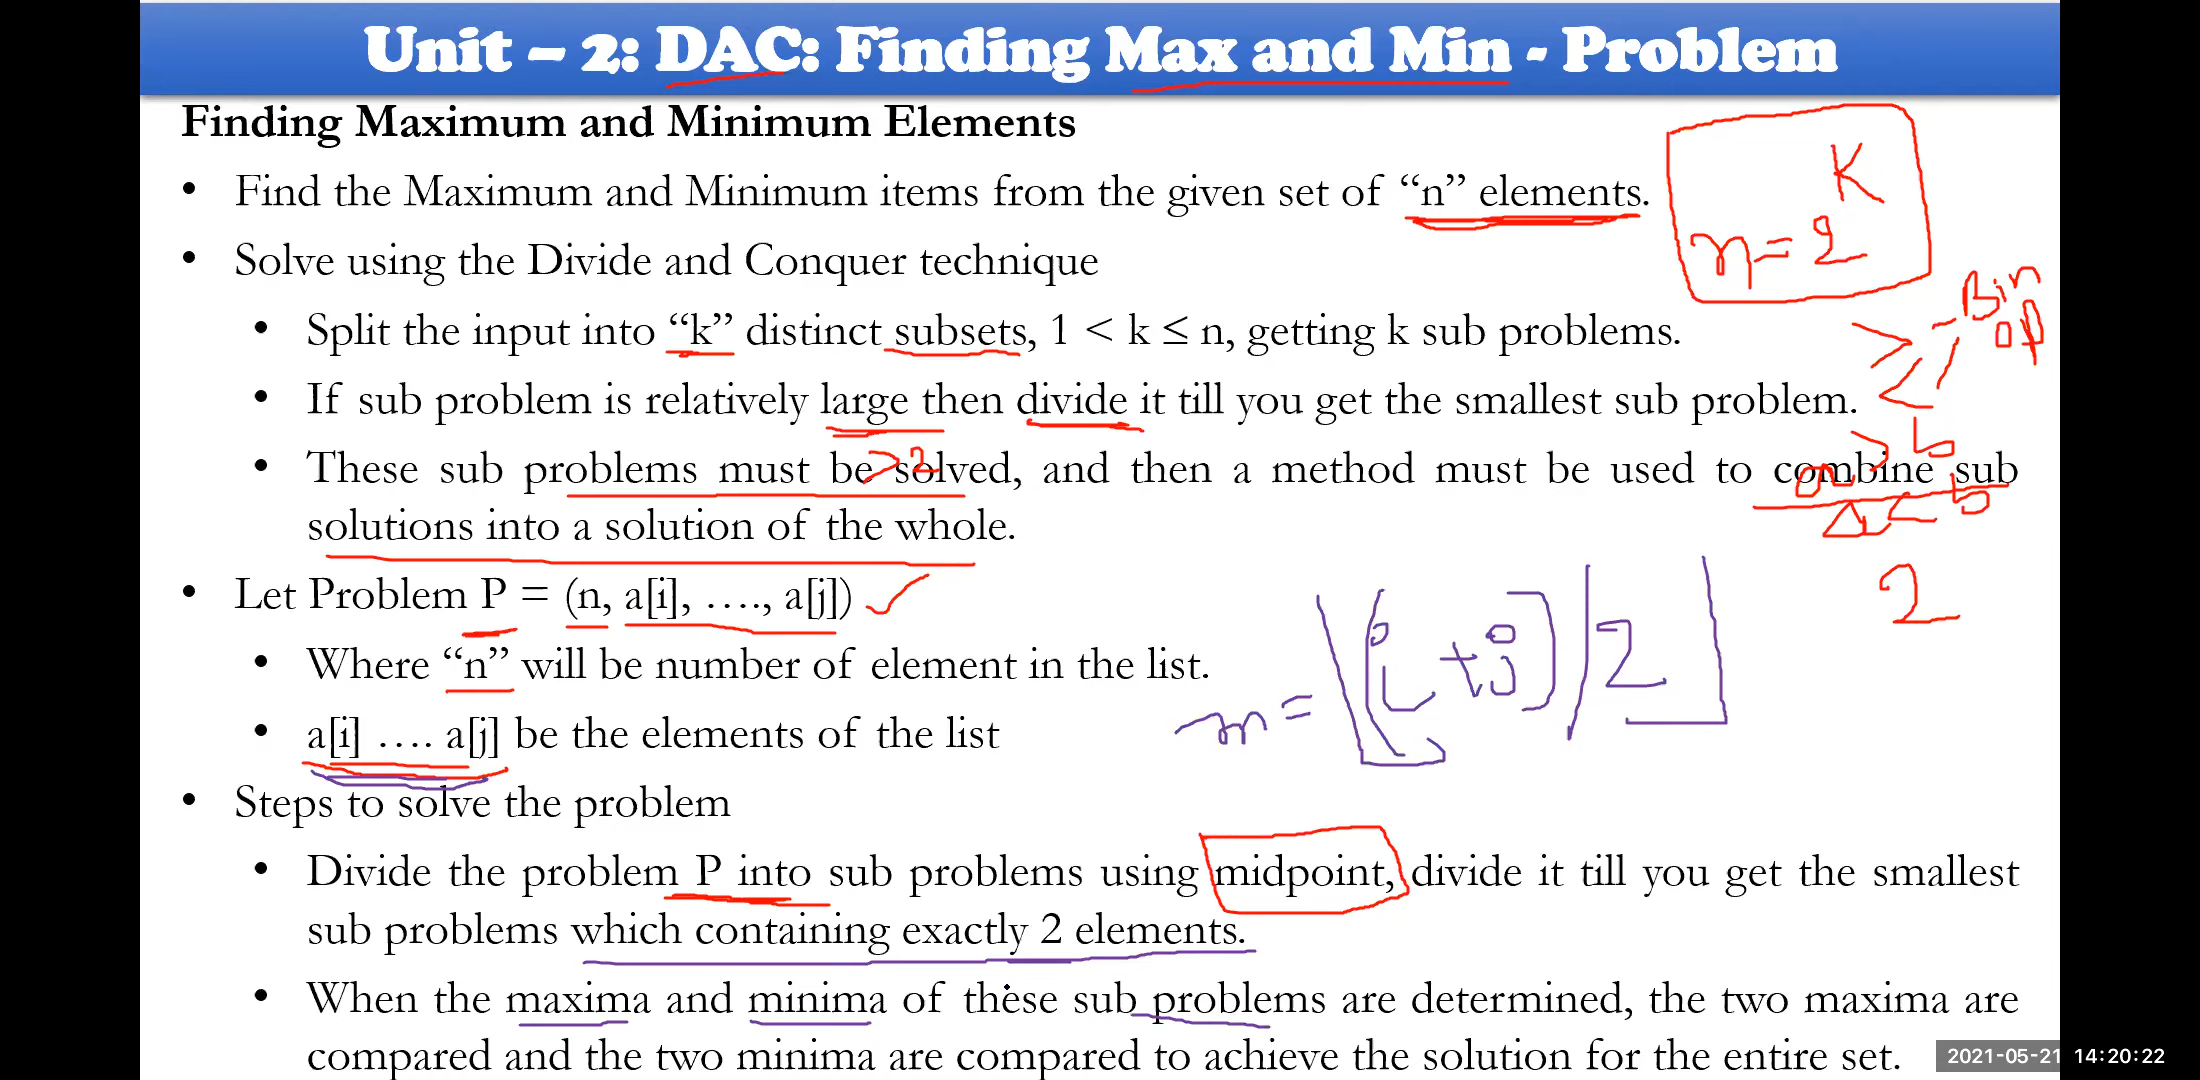 Unit – 2: DAC: Finding Max and Min - Problem
Finding Maximum and Minimum Elements
• Find the Maximum and Minimum items from the given set of “n” elements.
K
n = 2
• Solve using the Divide and Conquer technique
Bin
op
• Split the input into “k” distinct subsets, 1 < k ≤ n, getting k sub problems.
• If sub problem is relatively large then divide it till you get the smallest sub problem.
>2
• These sub problems must be solved, and then a method must be used to combine sub
solutions into a solution of the whole.
2
• Let Problem P = (n, a[i], …., a[j])
• Where “n” will be number of element in the list.
m = ⌊(i + j)/2⌋
• a[i] …. a[j] be the elements of the list
• Steps to solve the problem
• Divide the problem P into sub problems using midpoint, divide it till you get the smallest
sub problems which containing exactly 2 elements.
• When the maxima and minima of these sub problems are determined, the two maxima are
compared and the two minima are compared to achieve the solution for the entire set.
2021-05-21 14:20:22